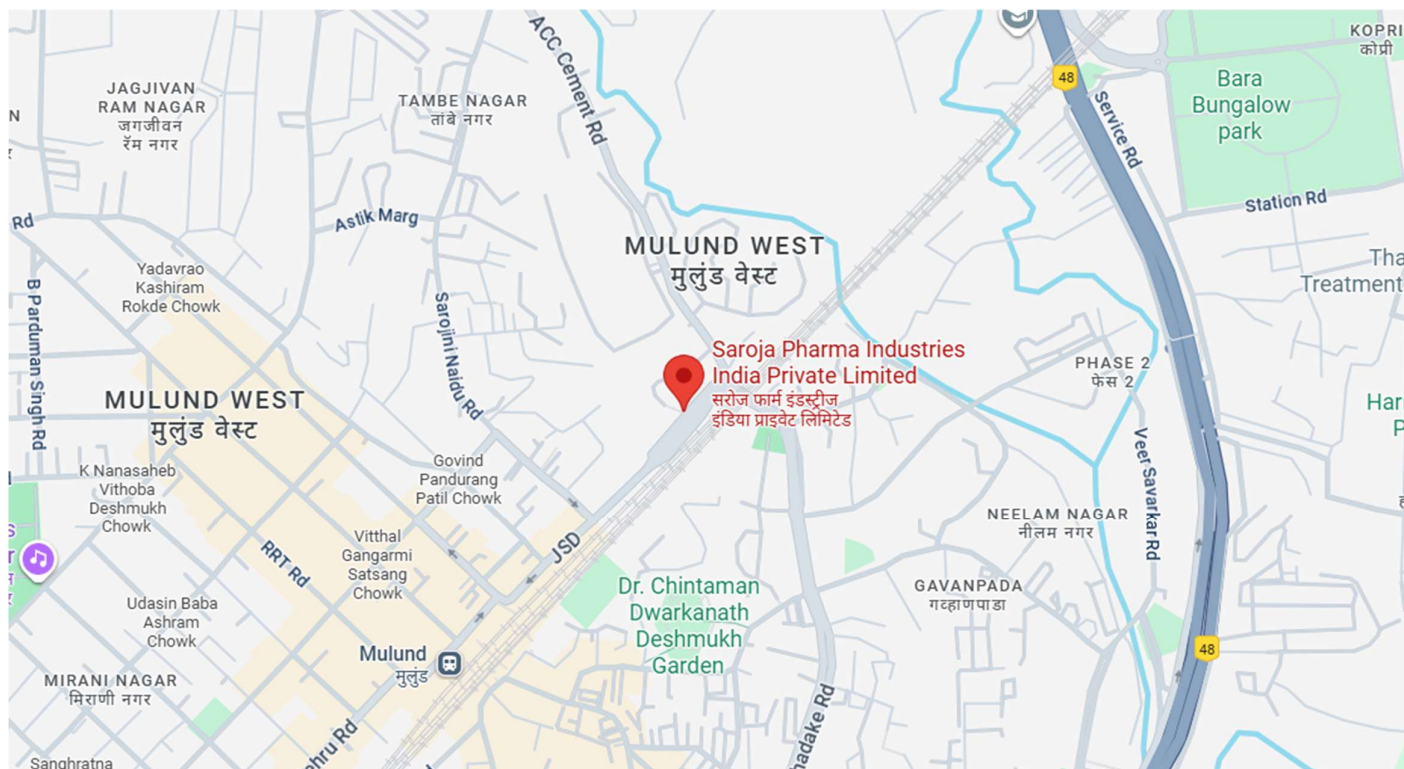 ACC Cement Rd
KOPRI
कोप्री
48
JAGJIVAN
RAM NAGAR
जगजीवन
रॅम नगर
TAMBE NAGAR
तांबे नगर
Bara
Bungalow
park
N
Service Rd
Station Rd
Rd
Astik Marg
MULUND WEST
मुलुंड वेस्ट
Yadavrao
Kashiram
Rokde Chowk
B Parduman Singh Rd
Sarojini Naidu Rd
Treatment
Saroja Pharma Industries
India Private Limited
सरोज फार्म इंडस्ट्रीज
इंडिया प्राइवेट लिमिटेड
PHASE 2
फेस 2
MULUND WEST
मुलुंड वेस्ट
Veer Savarkar Rd
Govind
Pandurang
Patil Chowk
K Nanasaheb
Vithoba
Deshmukh
Chowk
NEELAM NAGAR
नीलम नगर
Vitthal
Gangarmi
Satsang
Chowk
RRT Rd
JSD
Dr. Chintaman
Dwarkanath
Deshmukh
Garden
GAVANPADA
गव्हाणपाडा
Udasin Baba
Ashram
Chowk
Mulund
मुलुंड
48
MIRANI NAGAR
मिराणी नगर
Rd
Rd
Sanghratna